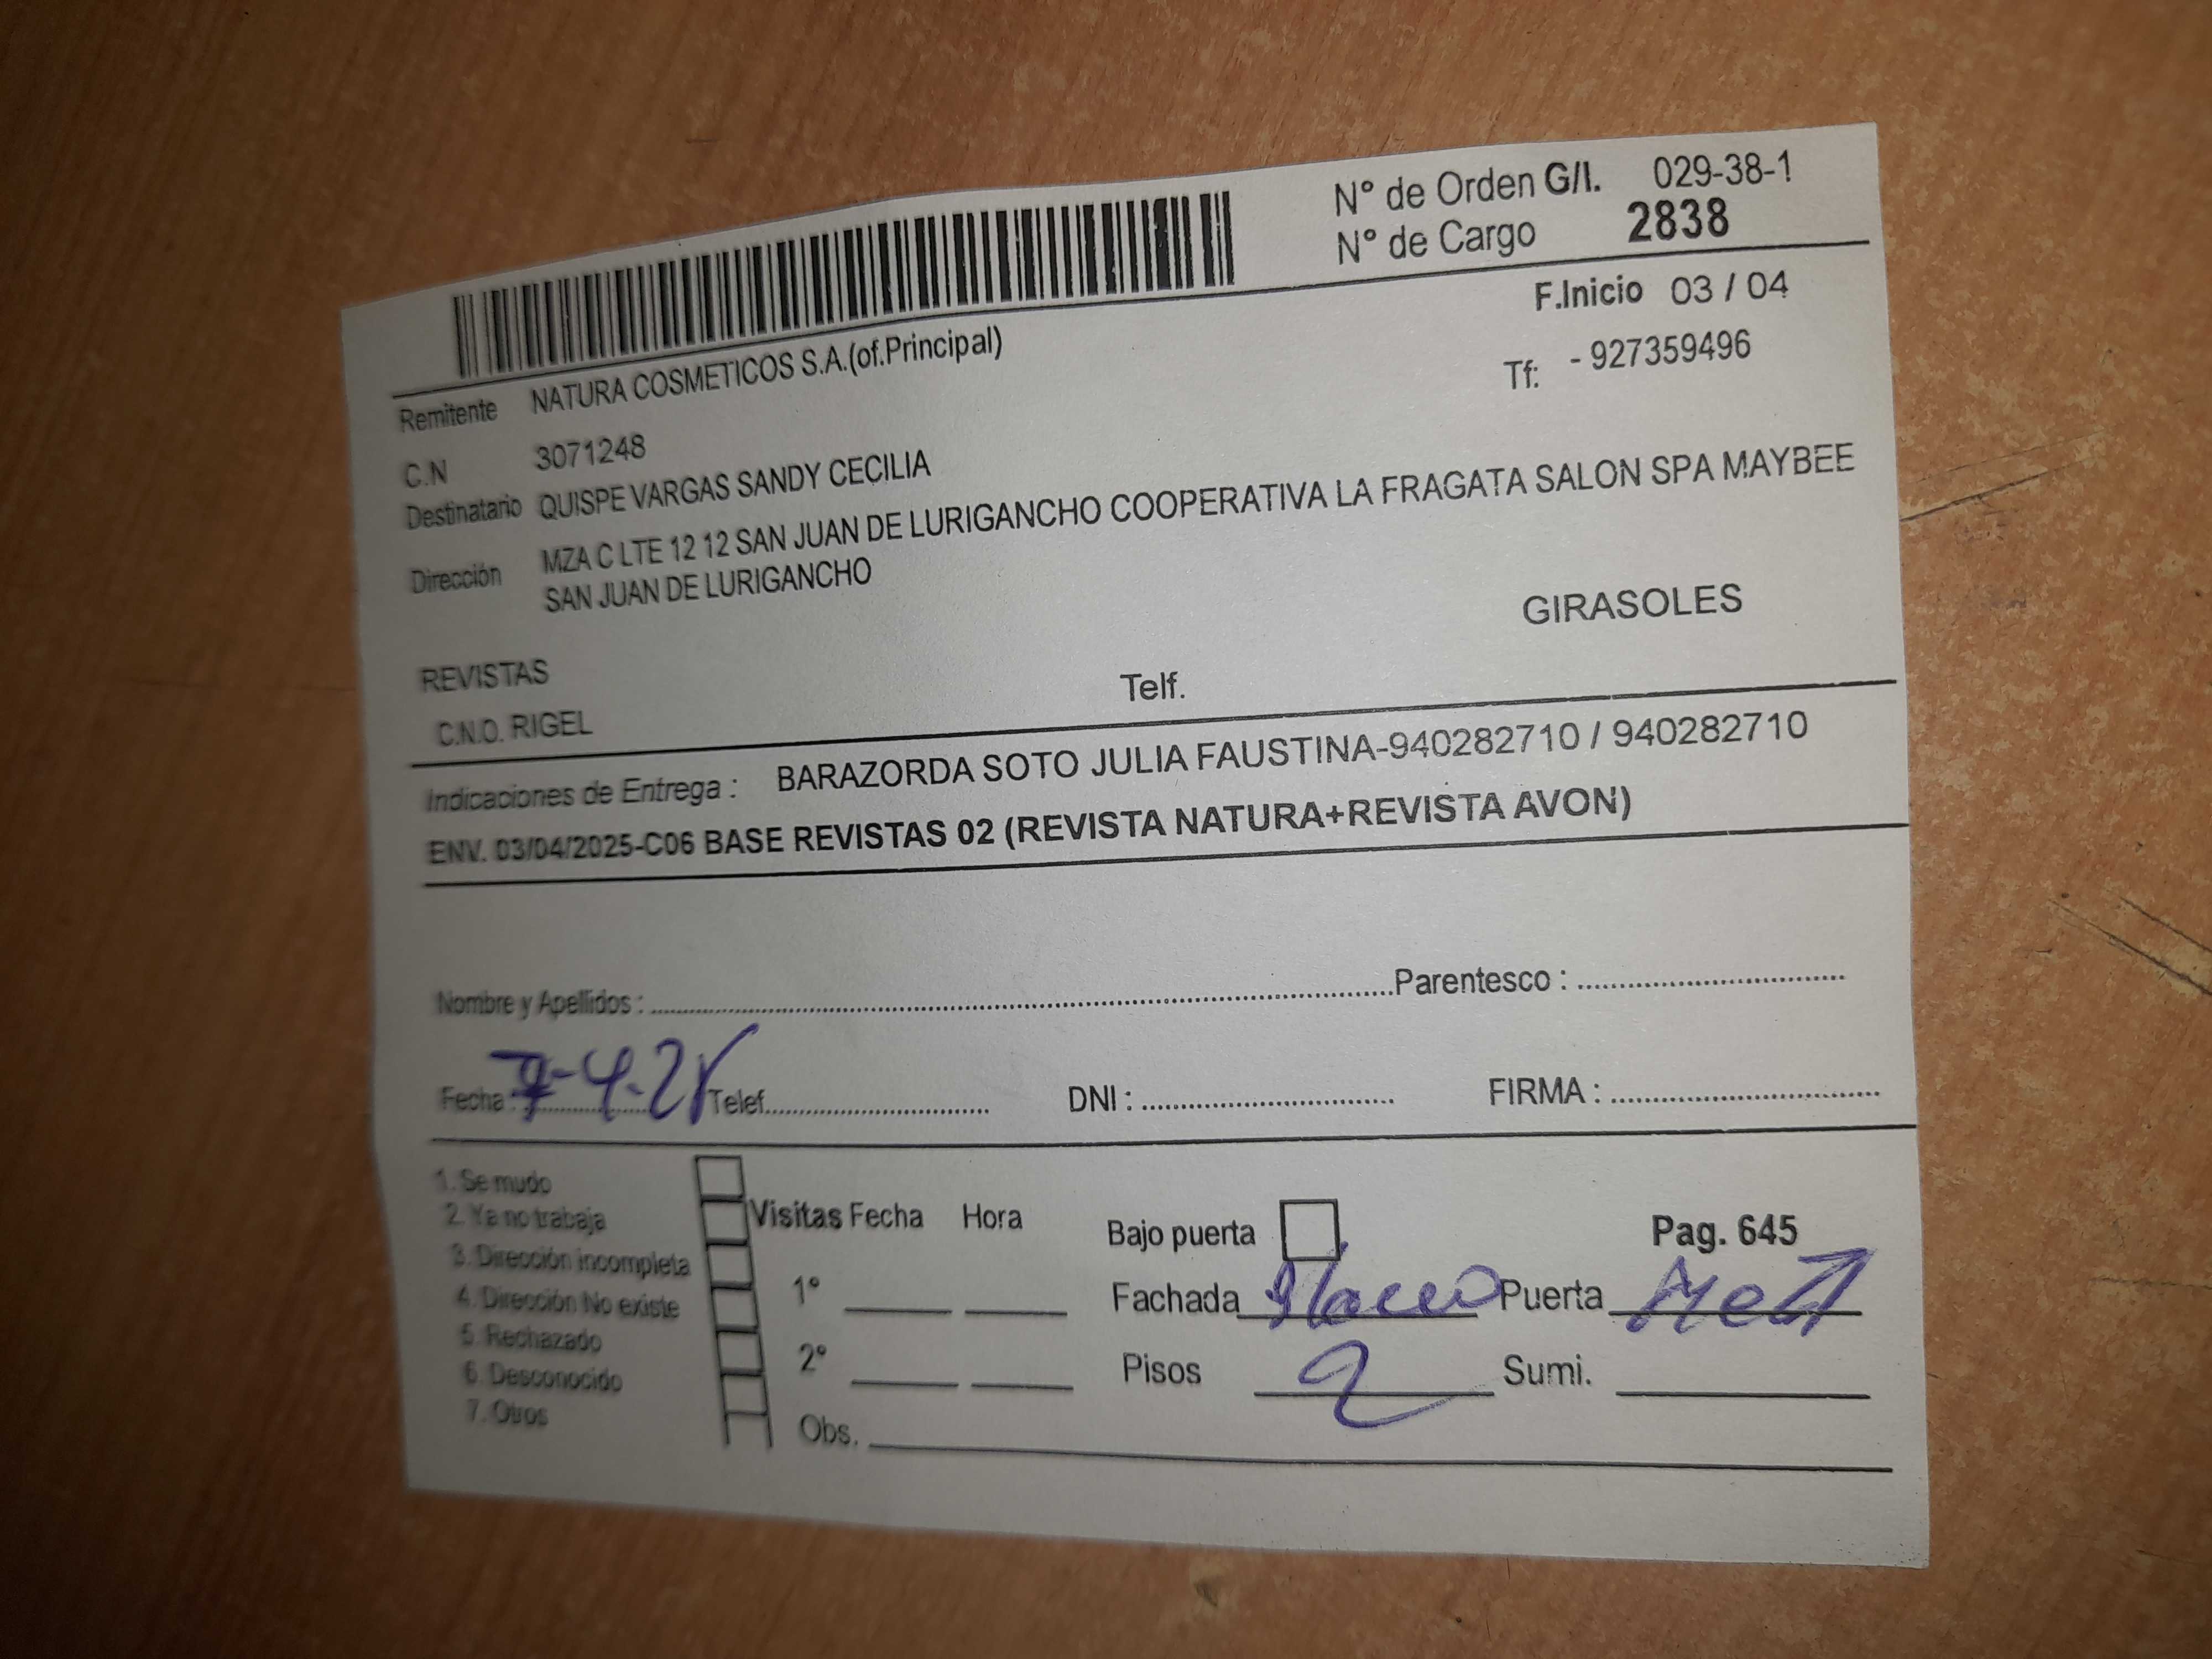 N° de Orden G/I. 029-38-1
N° de Cargo 2838
F.Inicio 03 / 04
Remitente NATURA COSMETICOS S.A.(of.Principal)
Tf: - 927359496
C.N 3071248
Destinatario QUISPE VARGAS SANDY CECILIA
Dirección MZA C LTE 12 12 SAN JUAN DE LURIGANCHO COOPERATIVA LA FRAGATA SALON SPA MAYBEE
SAN JUAN DE LURIGANCHO
GIRASOLES
REVISTAS
C.N.O. RIGEL Telf.
Indicaciones de Entrega : BARAZORDA SOTO JULIA FAUSTINA-940282710 / 940282710
ENV. 03/04/2025-C06 BASE REVISTAS 02 (REVISTA NATURA+REVISTA AVON)
Nombre y Apellidos : Parentesco :
Fecha : -4-25 Telef. DNI : FIRMA :
1. Se mudo
2. Ya no trabaja
3. Dirección incompleta
4. Dirección No existe
5. Rechazado
6. Desconocido
7. Otros
Visitas Fecha Hora
1°
2°
Obs.
Bajo puerta Pag. 645
Fachada Puerta
Pisos 2 Sumi.